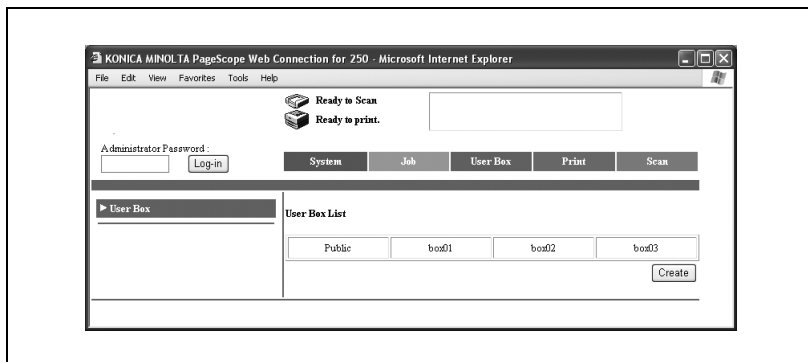 KONICA MINOLTA PageScope Web Connection for 250 - Microsoft Internet Explorer
File Edit View Favorites Tools Help
Ready to Scan
Ready to print.
Administrator Password :
Log-in
System Job User Box Print Scan
User Box
User Box List
Public box01 box02 box03
Create